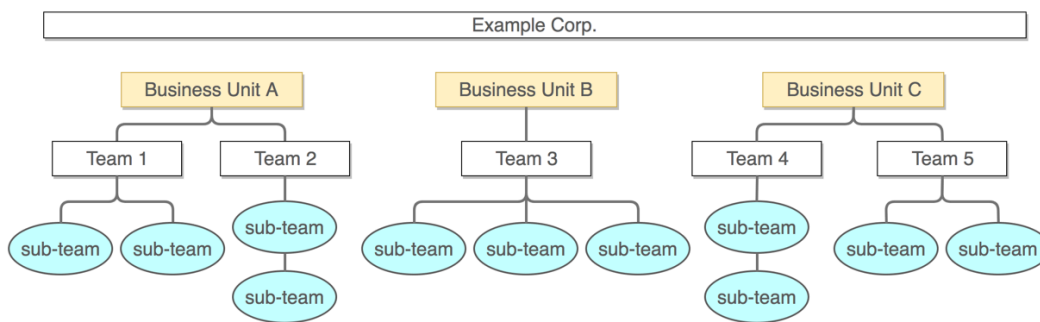 Example Corp.
Business Unit A
Business Unit B
Business Unit C
Team 1
Team 2
Team 3
Team 4
Team 5
sub-team
sub-team
sub-team
sub-team
sub-team
sub-team
sub-team
sub-team
sub-team
sub-team
sub-team